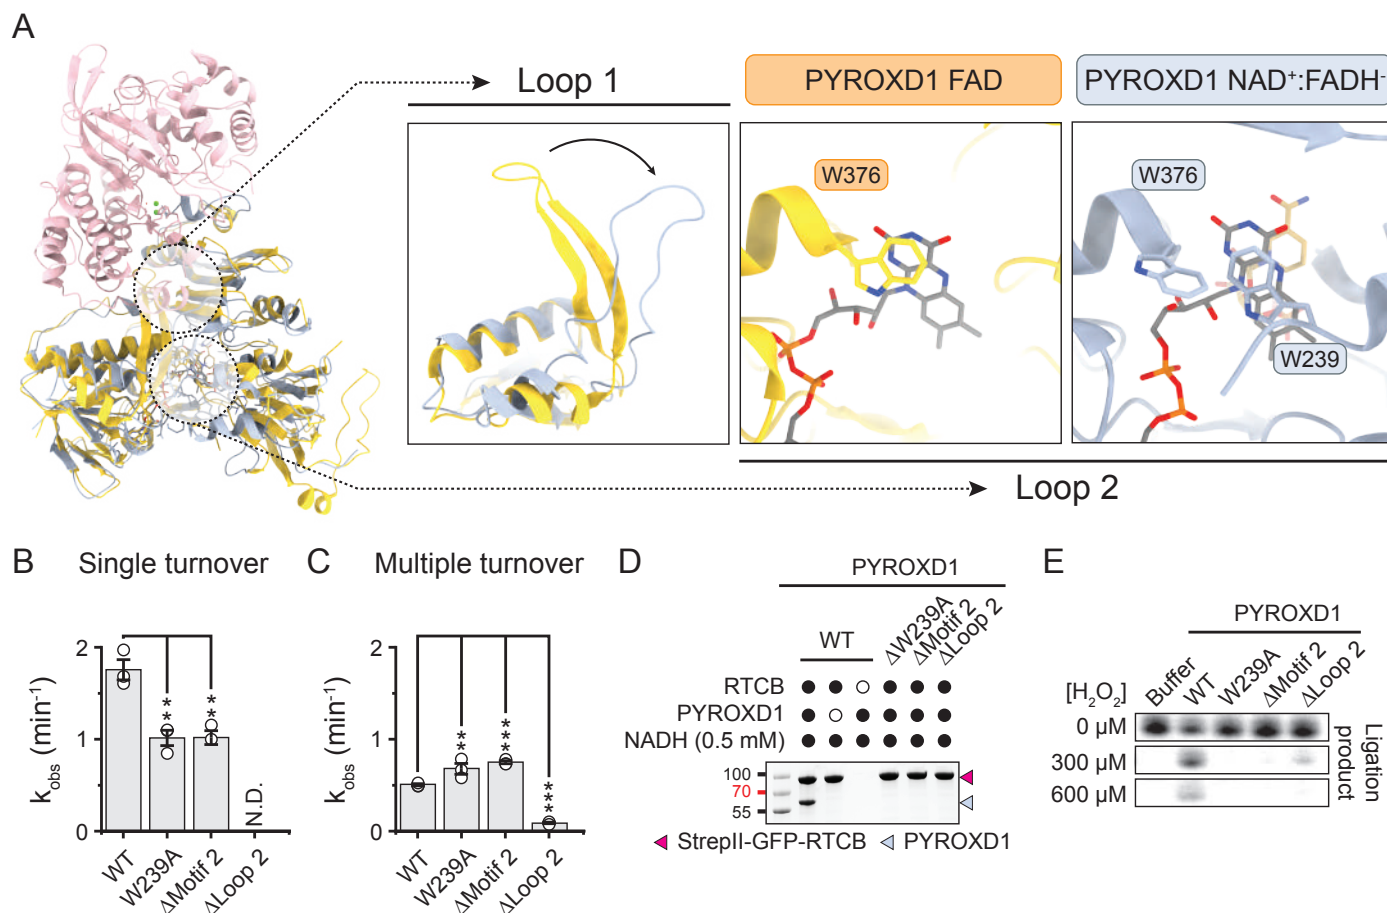 A
Loop 1
PYROXD1 FAD
PYROXD1 NAD⁺:FADH⁻
W376
W376
W239
Loop 2
B Single turnover
k_obs (min⁻¹)
2
1
0
**
**
N.D.
WT
W239A
ΔMotif 2
ΔLoop 2
C Multiple turnover
k_obs (min⁻¹)
2
1
0
**
****
***
WT
W239A
ΔMotif 2
ΔLoop 2
D
PYROXD1
WT
ΔW239A
ΔMotif 2
ΔLoop 2
RTCB
PYROXD1
NADH (0.5 mM)
100
70
55
StrepII-GFP-RTCB
PYROXD1
E
PYROXD1
Buffer
WT
W239A
ΔMotif 2
ΔLoop 2
[H₂O₂]
0 µM
300 µM
600 µM
Ligation
product